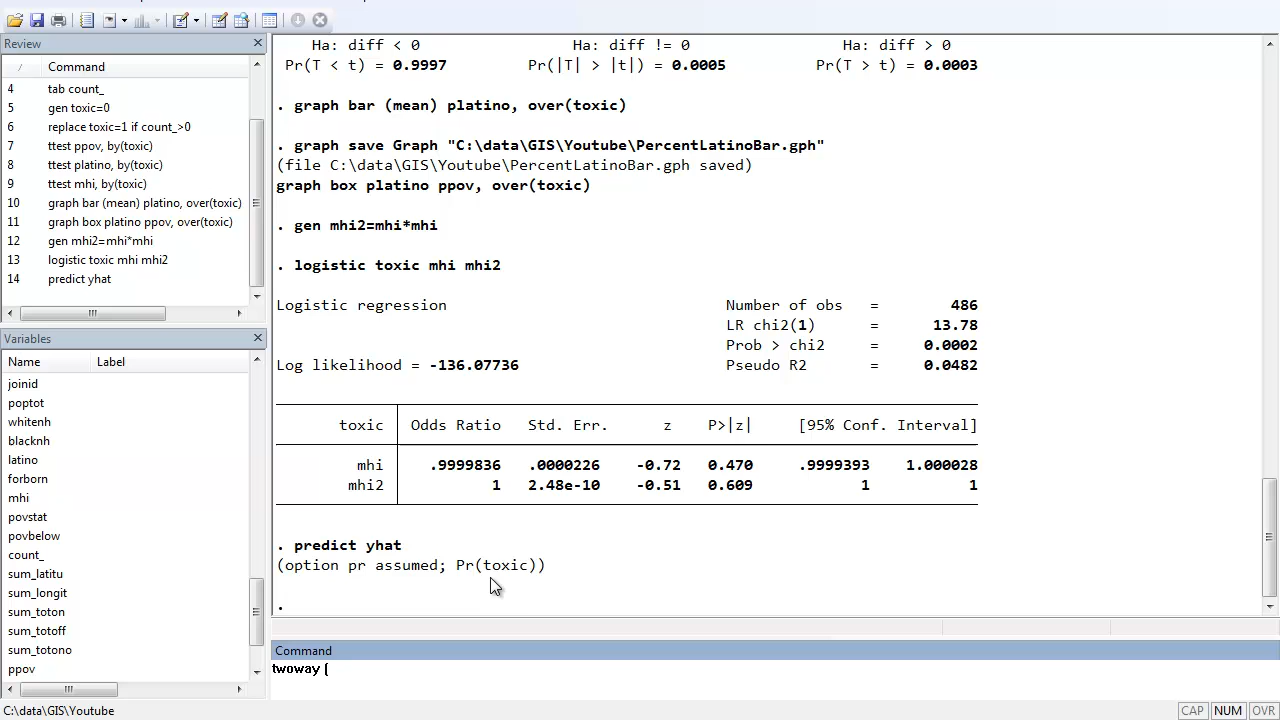 Review
Command
4 tab count_
5 gen toxic=0
6 replace toxic=1 if count_>0
7 ttest ppov, by(toxic)
8 ttest platino, by(toxic)
9 ttest mhi, by(toxic)
10 graph bar (mean) platino, over(toxic)
11 graph box platino ppov, over(toxic)
12 gen mhi2=mhi*mhi
13 logistic toxic mhi mhi2
14 predict yhat
Variables
Name Label
joinid
poptot
whitenh
blacknh
latino
forborn
mhi
povstat
povbelow
count_
sum_latitu
sum_longit
sum_toton
sum_totoff
sum_totono
ppov
Ha: diff < 0 Ha: diff != 0 Ha: diff > 0
Pr(T < t) = 0.9997 Pr(|T| > |t|) = 0.0005 Pr(T > t) = 0.0003
. graph bar (mean) platino, over(toxic)
. graph save Graph "C:\data\GIS\Youtube\PercentLatinoBar.gph"
(file C:\data\GIS\Youtube\PercentLatinoBar.gph saved)
graph box platino ppov, over(toxic)
. gen mhi2=mhi*mhi
. logistic toxic mhi mhi2
Logistic regression Number of obs = 486
LR chi2(1) = 13.78
Prob > chi2 = 0.0002
Log likelihood = -136.07736 Pseudo R2 = 0.0482
toxic Odds Ratio Std. Err. z P>|z| [95% Conf. Interval]
mhi .9999836 .0000226 -0.72 0.470 .9999393 1.000028
mhi2 1 2.48e-10 -0.51 0.609 1 1
. predict yhat
(option pr assumed; Pr(toxic))
.
Command
twoway (
C:\data\GIS\Youtube CAP NUM OVR